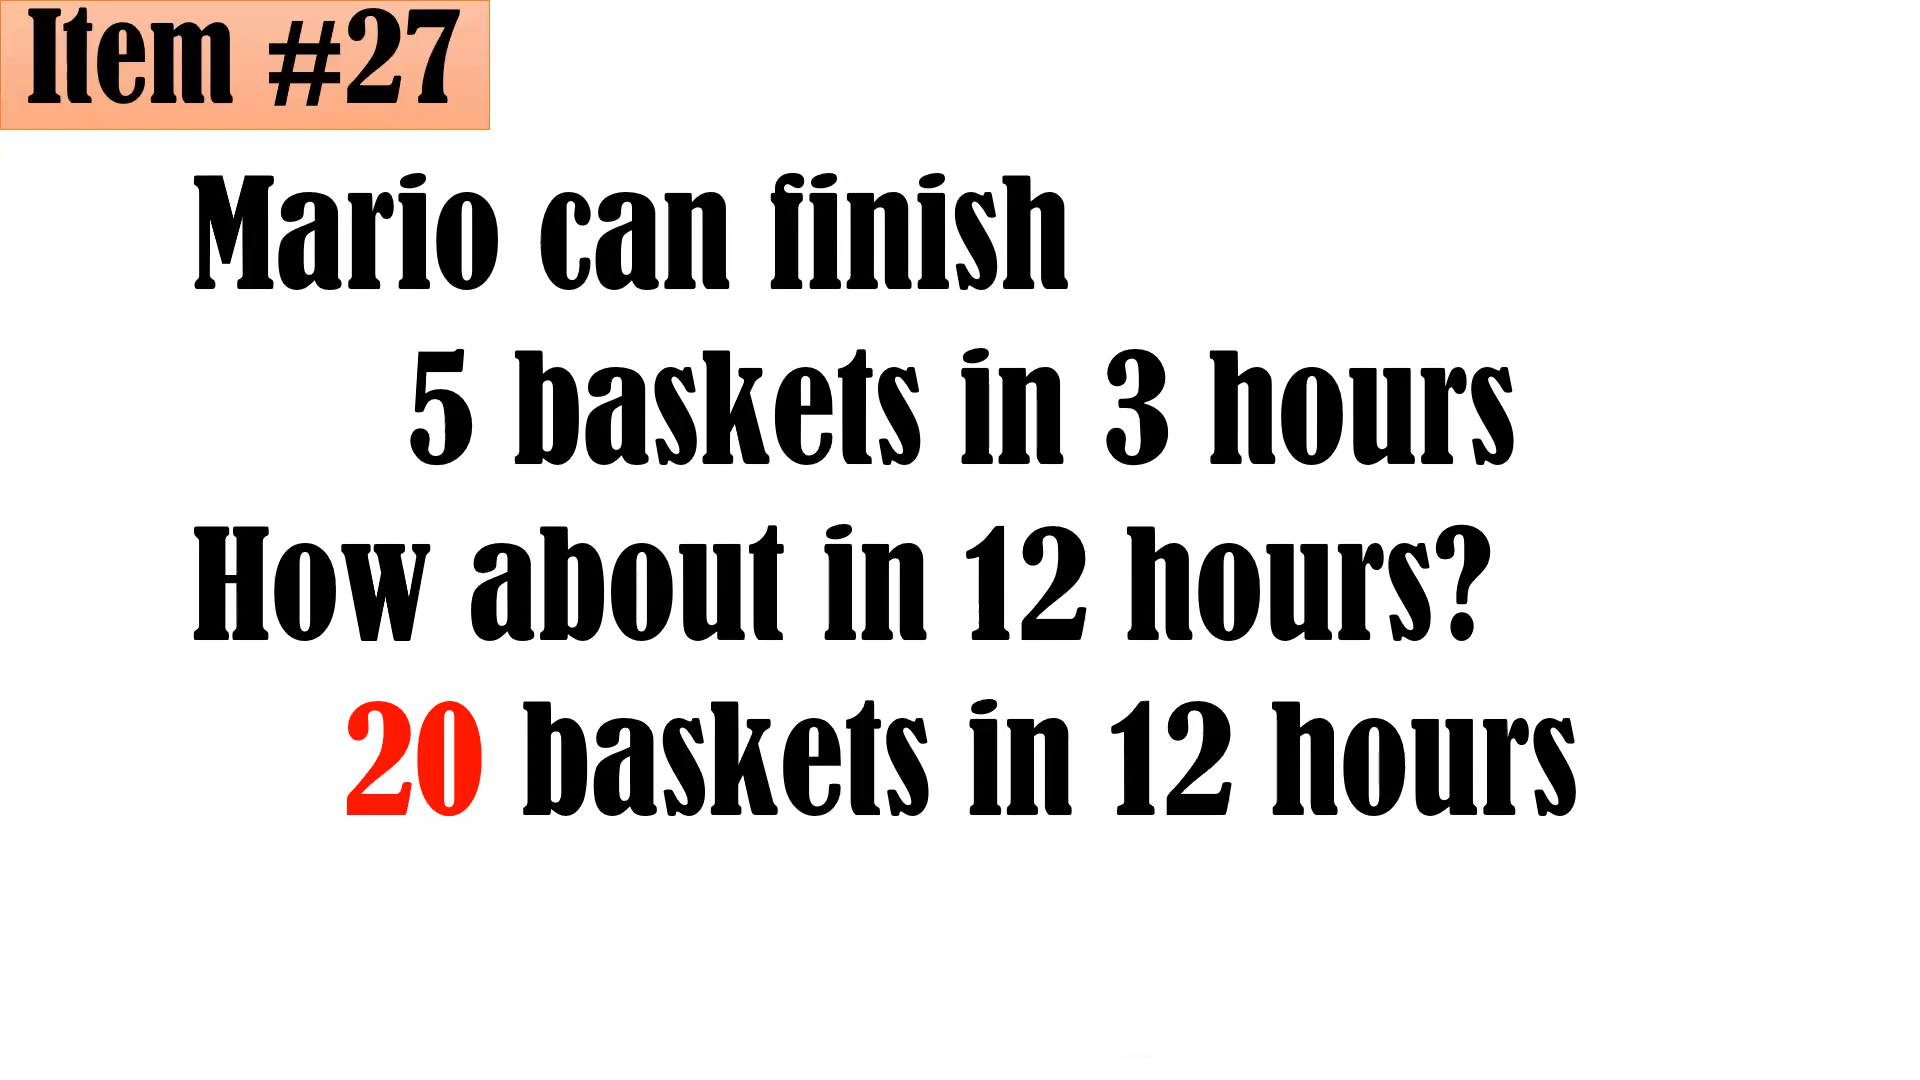 Item #27
Mario can finish
5 baskets in 3 hours
How about in 12 hours?
20 baskets in 12 hours